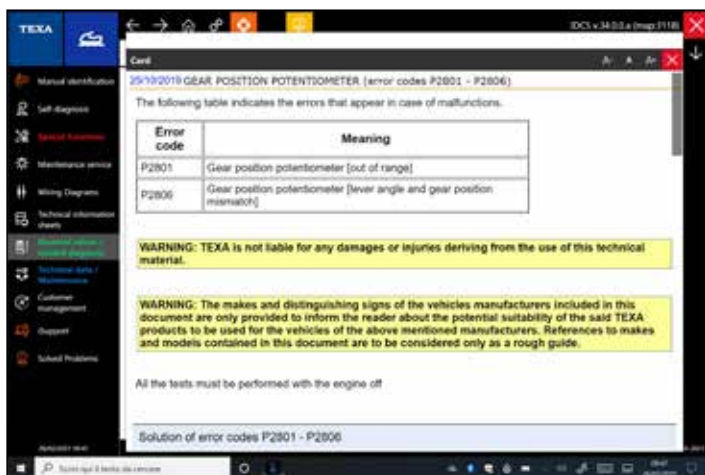 TEXA
IDC5 v.34.0.0.a (map:3118)
Card
A- A A+
25/10/2019 GEAR POSITION POTENTIOMETER (error codes P2801 - P2806)
The following table indicates the errors that appear in case of malfunctions.
Error code
Meaning
P2801
Gear position potentiometer [out of range]
P2806
Gear position potentiometer [lever angle and gear position
mismatch]
WARNING: TEXA is not liable for any damages or injuries deriving from the use of this technical
material.
WARNING: The makes and distinguishing signs of the vehicles manufacturers included in this
document are only provided to inform the reader about the potential suitability of the said TEXA
products to be used for the vehicles of the above mentioned manufacturers. References to makes
and models contained in this document are to be considered only as a rough guide.
All the tests must be performed with the engine off
Solution of error codes P2801 - P2806
Manual identification
Self-diagnosis
Special Functions
Maintenance service
Wiring Diagrams
Technical information
sheets
Technical data /
Maintenance
Customer
management
Support
Solved Problems
Scrivi qui il testo da cercare